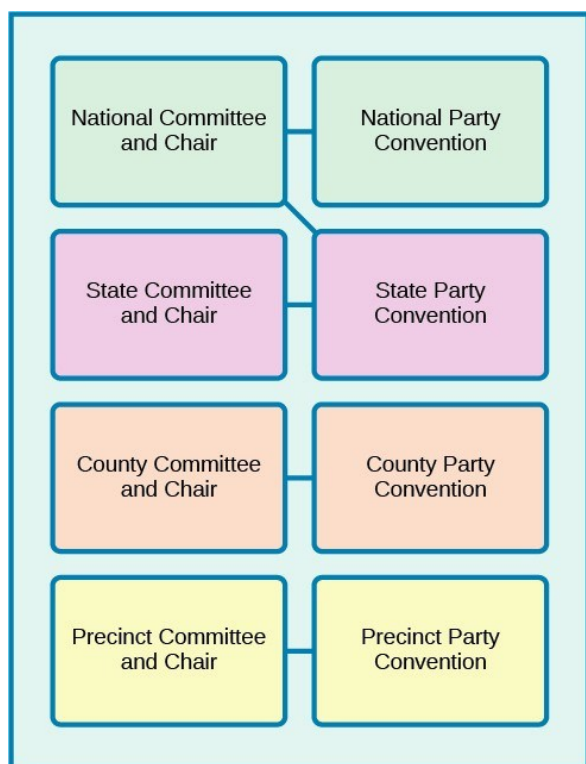 National Committee
and Chair
National Party
Convention
State Committee
and Chair
State Party
Convention
County Committee
and Chair
County Party
Convention
Precinct Committee
and Chair
Precinct Party
Convention